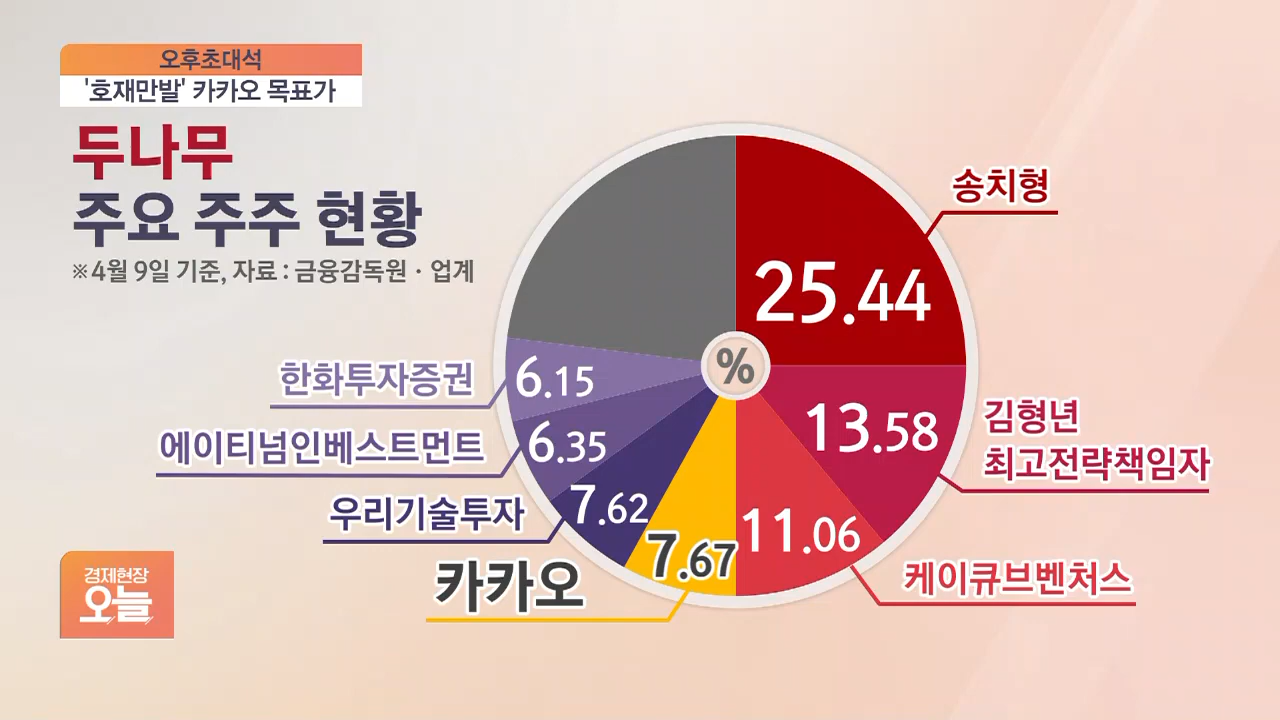 오후초대석
'호재만발' 카카오 목표가
두나무
주요 주주 현황
※4월 9일 기준, 자료 : 금융감독원 · 업계
송치형
25.44
김형년
최고전략책임자
13.58
케이큐브벤처스
11.06
카카오
7.67
우리기술투자
7.62
에이티넘인베스트먼트
6.35
한화투자증권
6.15
%
경제현장
오늘